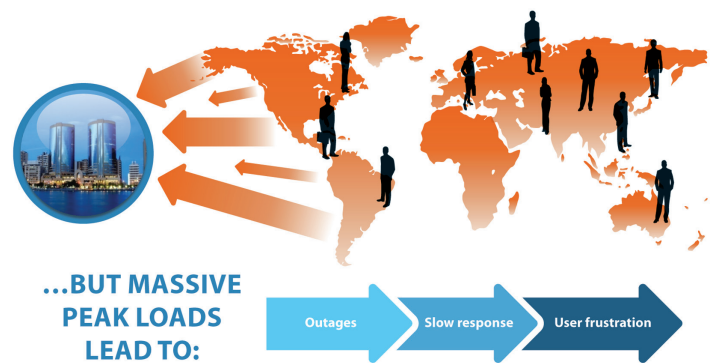 ...BUT MASSIVE
PEAK LOADS
LEAD TO:
Outages
Slow response
User frustration